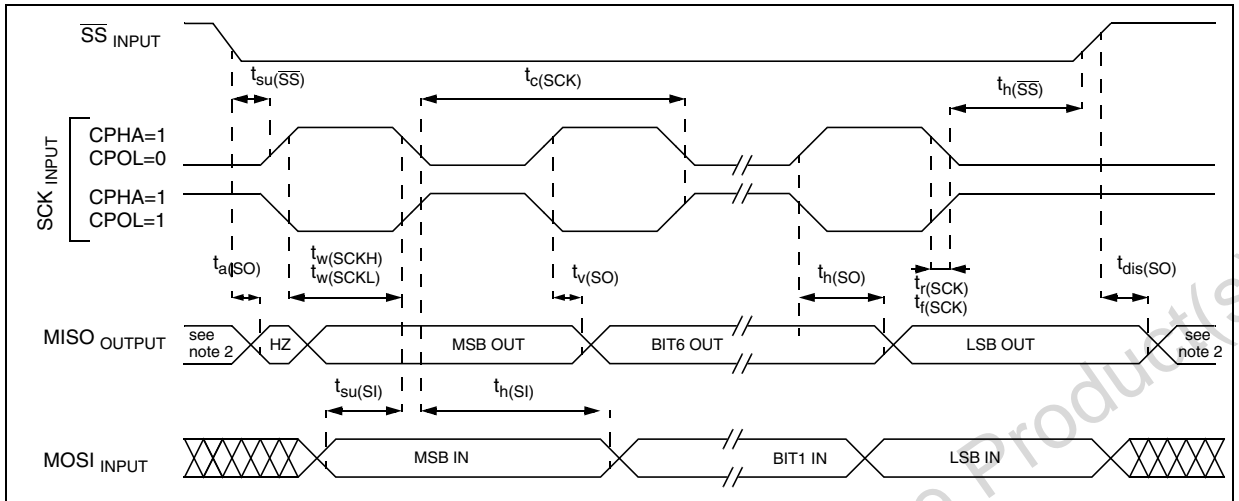 SS INPUT
tsu(SS)
tc(SCK)
th(SS)
SCK INPUT
CPHA=1
CPOL=0
CPHA=1
CPOL=1
ta(SO)
tw(SCKH)
tw(SCKL)
tv(SO)
th(SO)
tr(SCK)
tf(SCK)
tdis(SO)
MISO OUTPUT
see
note 2
HZ
MSB OUT
BIT6 OUT
LSB OUT
see
note 2
tsu(SI)
th(SI)
MOSI INPUT
MSB IN
BIT1 IN
LSB IN
Product(s)